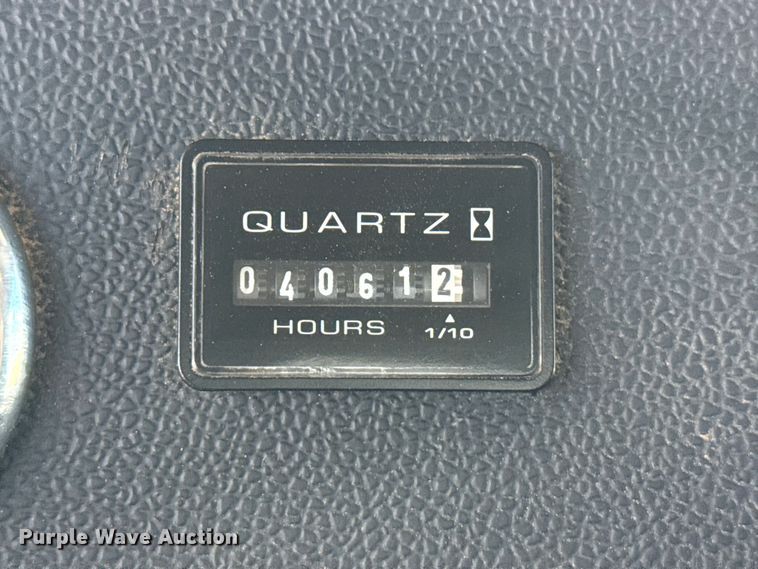 QUARTZ
040612
HOURS 1/10
Purple Wave Auction